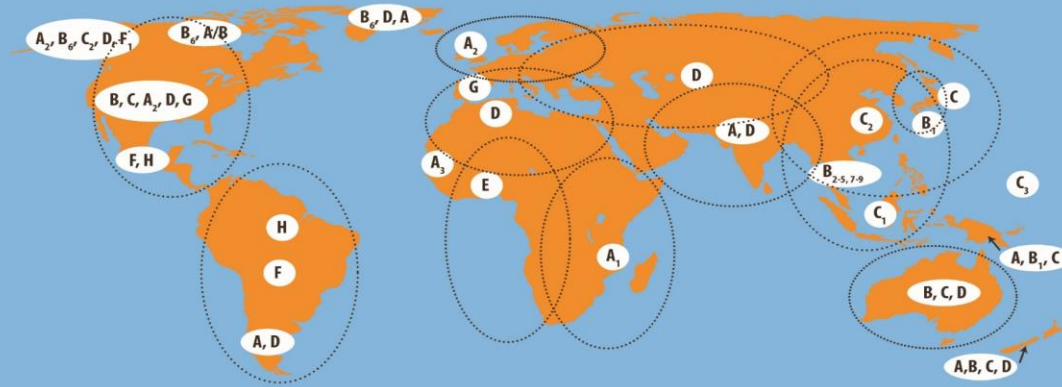 B₆, D, A
A₂, B₆, C₂, D, F₁
B₆, A/B
A₂
D
G
B, C, A₂, D, G
D
C
C₂
B₁
A, D
F, H
A₃
E
B₂₋₅, ₇₋₉
C₃
C₁
H
A₁
A, B₁, C
F
B, C, D
A, D
A,B, C, D